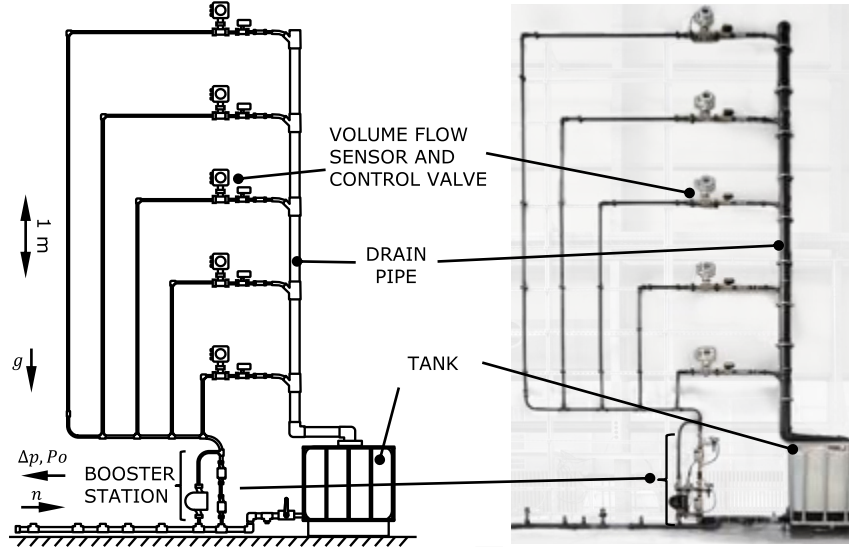 VOLUME FLOW
SENSOR AND
CONTROL VALVE
1 m
DRAIN
PIPE
g
TANK
Δp, Po
n
BOOSTER
STATION